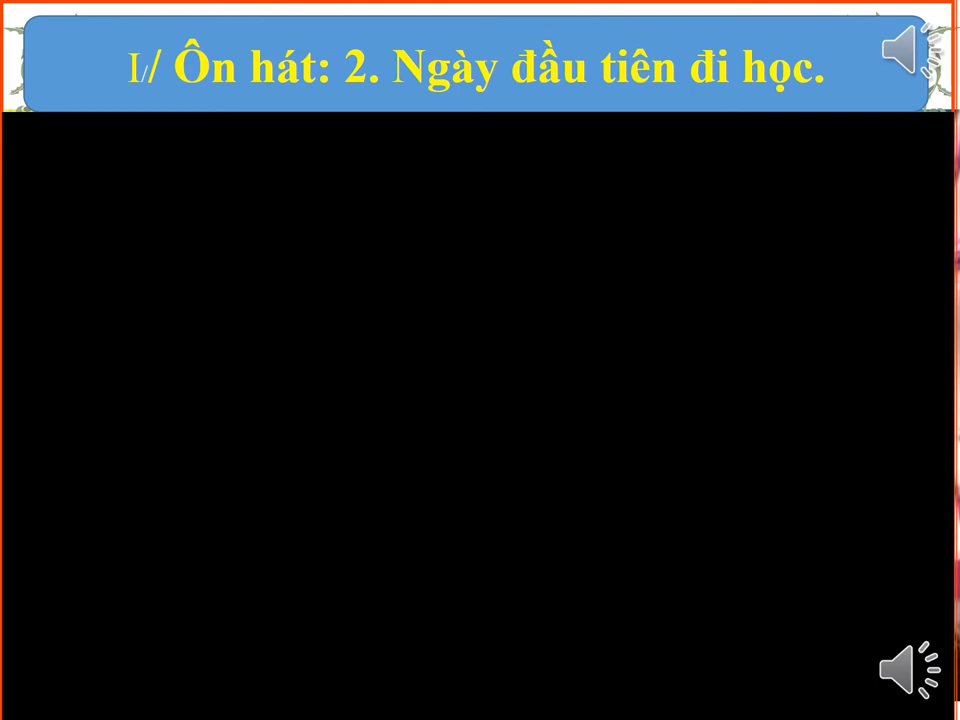 I// Ôn hát: 2. Ngày đầu tiên đi học.